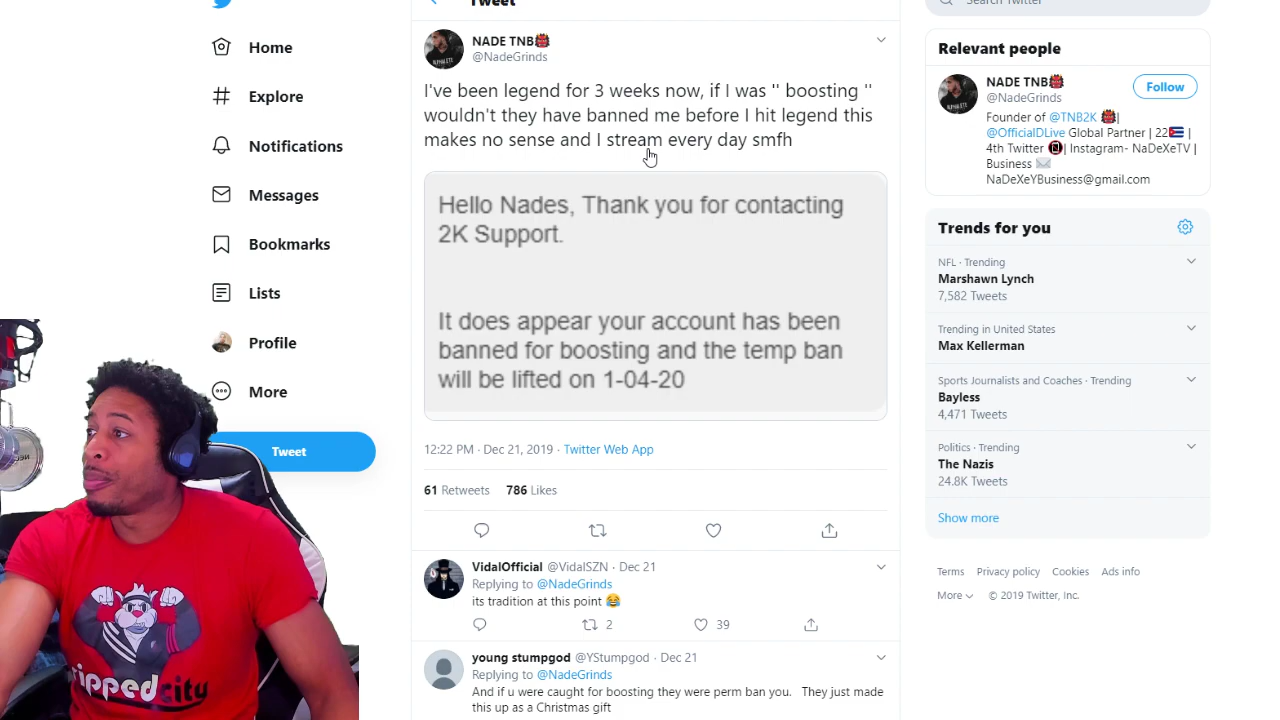 Tweet
Search Twitter
Home
Explore
Notifications
Messages
Bookmarks
Lists
Profile
More
Tweet
NADE TNB👹
@NadeGrinds
I've been legend for 3 weeks now, if I was " boosting "
wouldn't they have banned me before I hit legend this
makes no sense and I stream every day smfh
Hello Nades, Thank you for contacting
2K Support.
It does appear your account has been
banned for boosting and the temp ban
will be lifted on 1-04-20
12:22 PM · Dec 21, 2019 · Twitter Web App
61 Retweets 786 Likes
VidalOfficial @VidalSZN · Dec 21
Replying to @NadeGrinds
its tradition at this point 😂
2 39
young stumpgod @YStumpgod · Dec 21
Replying to @NadeGrinds
And if u were caught for boosting they were perm ban you. They just made
this up as a Christmas gift
Relevant people
NADE TNB👹
@NadeGrinds
Follow
Founder of @TNB2K 👹|
@OfficialDLive Global Partner | 22🇨🇺 |
4th Twitter 📵| Instagram- NaDeXeTV |
Business ✉️
NaDeXeYBusiness@gmail.com
Trends for you
NFL · Trending
Marshawn Lynch
7,582 Tweets
Trending in United States
Max Kellerman
Sports Journalists and Coaches · Trending
Bayless
4,471 Tweets
Politics · Trending
The Nazis
24.8K Tweets
Show more
Terms Privacy policy Cookies Ads info
More © 2019 Twitter, Inc.
rippedcity